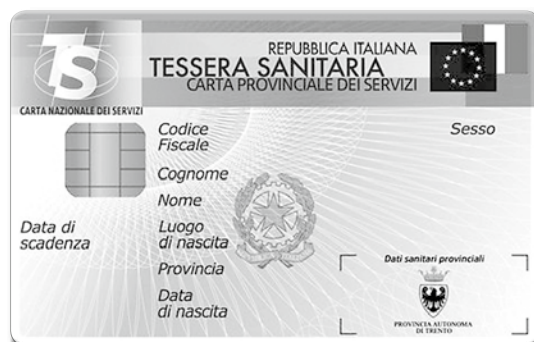 TS
REPUBBLICA ITALIANA
TESSERA SANITARIA
CARTA PROVINCIALE DEI SERVIZI
CARTA NAZIONALE DEI SERVIZI
Codice
Fiscale
Sesso
Cognome
Nome
Data di
scadenza
Luogo
di nascita
Provincia
Data
di nascita
Dati sanitari provinciali
PROVINCIA AUTONOMA
DI TRENTO